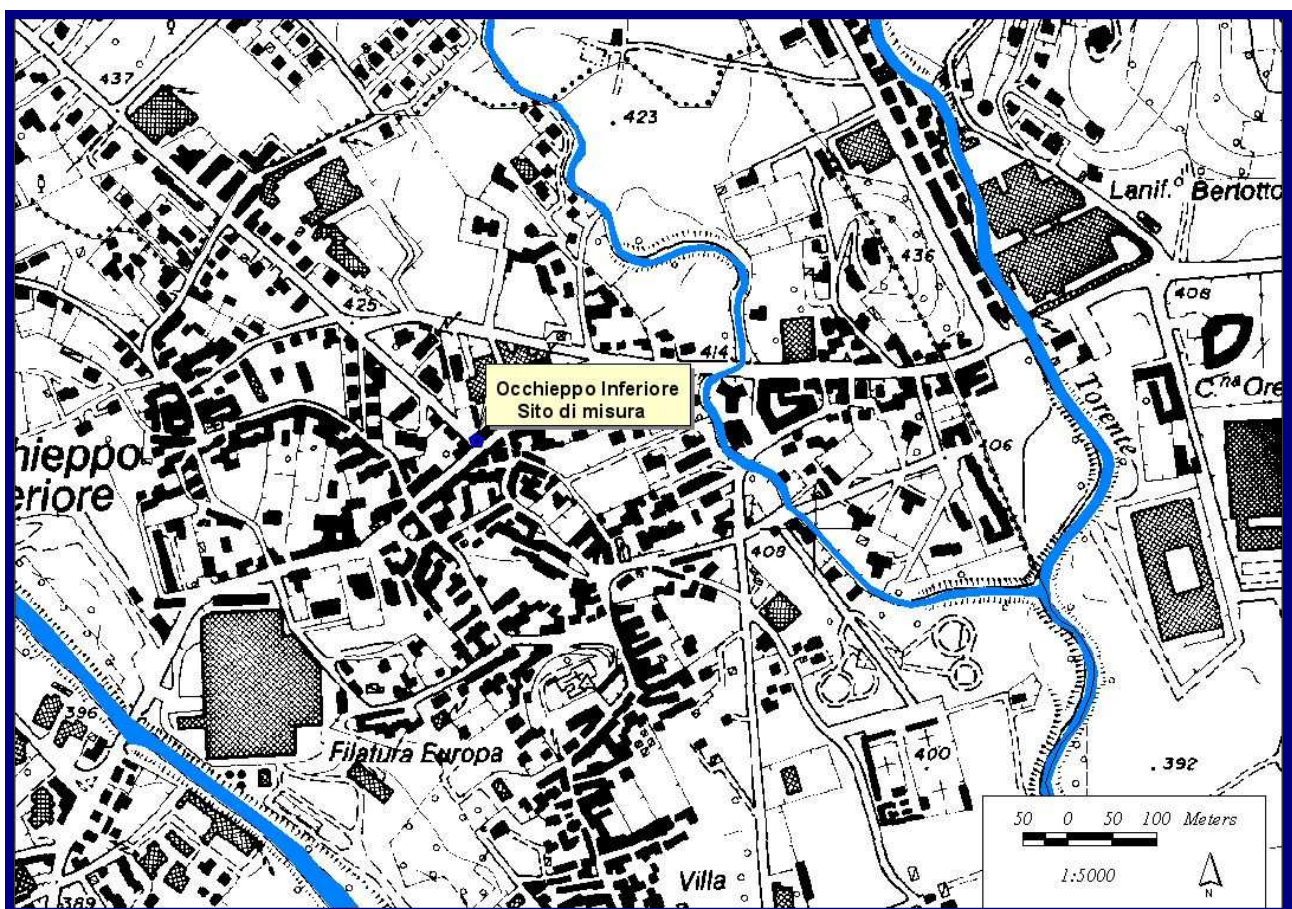 437
423
Lanif. Bertotto
436
408
425
414
Occhieppo Inferiore
Sito di misura
Torente
C.na Ore
406
hieppo
eriore
408
396
Filatura Europa
400
392
50 0 50 100 Meters
1:5000
N
Villa
389